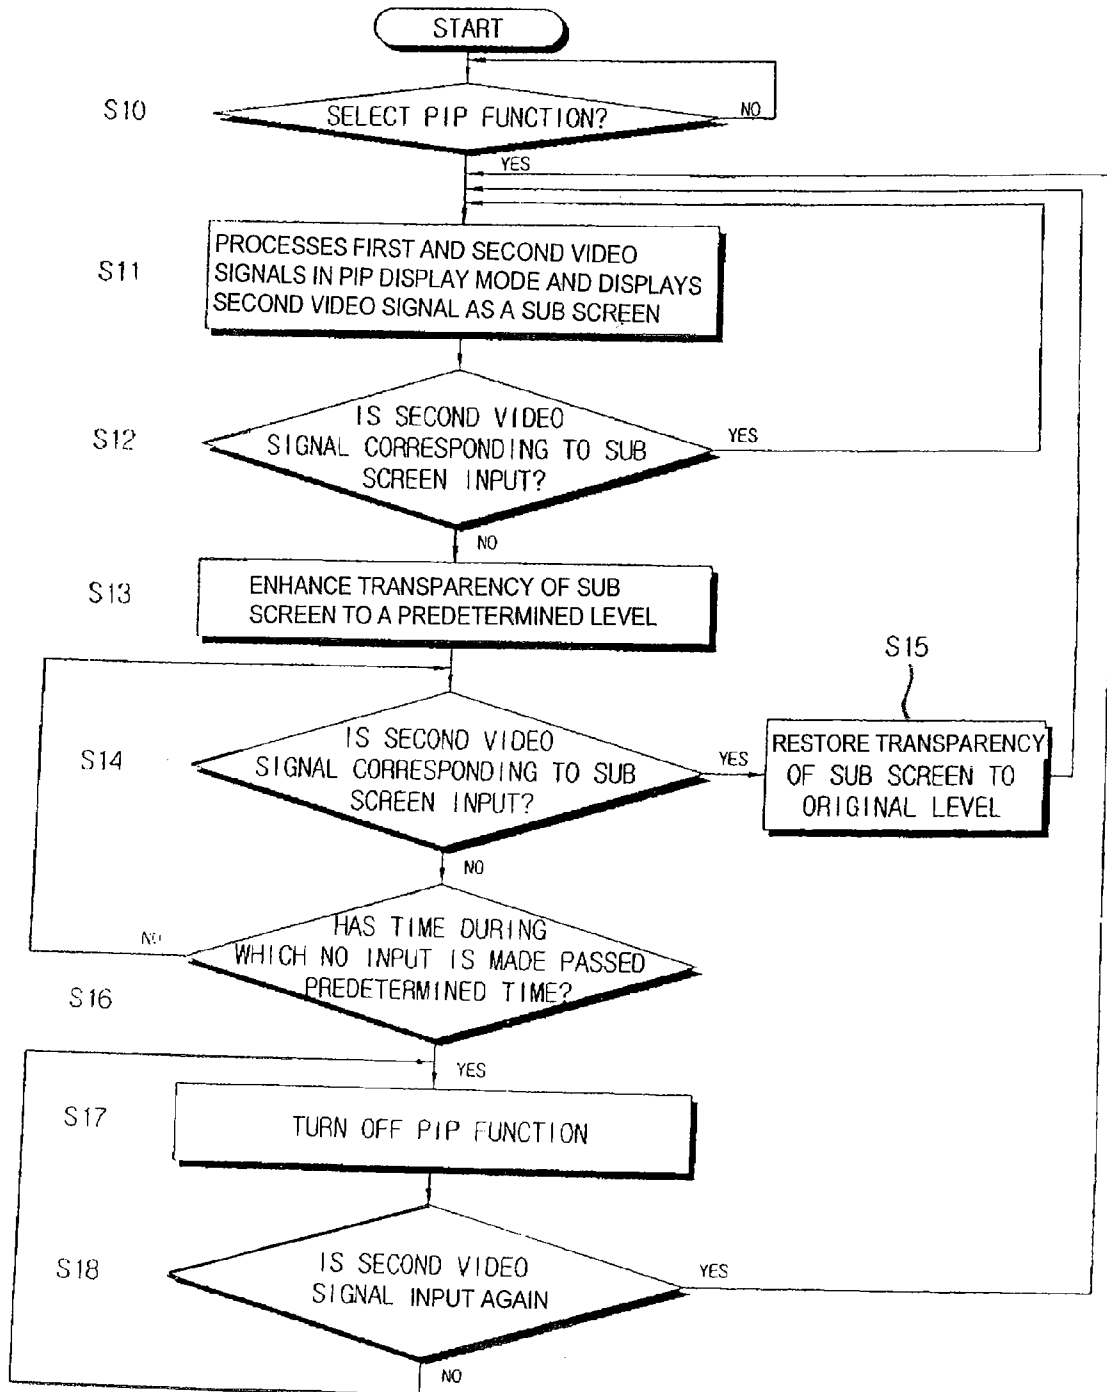 START
S10
SELECT PIP FUNCTION?
NO
YES
S11
PROCESSES FIRST AND SECOND VIDEO
SIGNALS IN PIP DISPLAY MODE AND DISPLAYS
SECOND VIDEO SIGNAL AS A SUB SCREEN
S12
IS SECOND VIDEO
SIGNAL CORRESPONDING TO SUB
SCREEN INPUT?
YES
NO
S13
ENHANCE TRANSPARENCY OF SUB
SCREEN TO A PREDETERMINED LEVEL
S14
IS SECOND VIDEO
SIGNAL CORRESPONDING TO SUB
SCREEN INPUT?
YES
S15
RESTORE TRANSPARENCY
OF SUB SCREEN TO
ORIGINAL LEVEL
NO
HAS TIME DURING
WHICH NO INPUT IS MADE PASSED
PREDETERMINED TIME?
NO
S16
YES
S17
TURN OFF PIP FUNCTION
S18
IS SECOND VIDEO
SIGNAL INPUT AGAIN
YES
NO